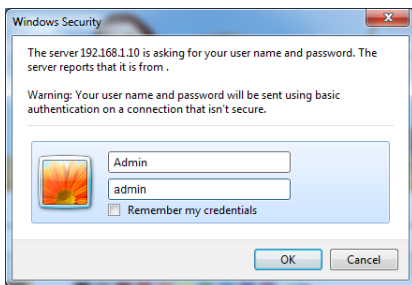 Windows Security
The server 192.168.1.10 is asking for your user name and password. The
server reports that it is from .
Warning: Your user name and password will be sent using basic
authentication on a connection that isn't secure.
Admin
admin
Remember my credentials
OK
Cancel